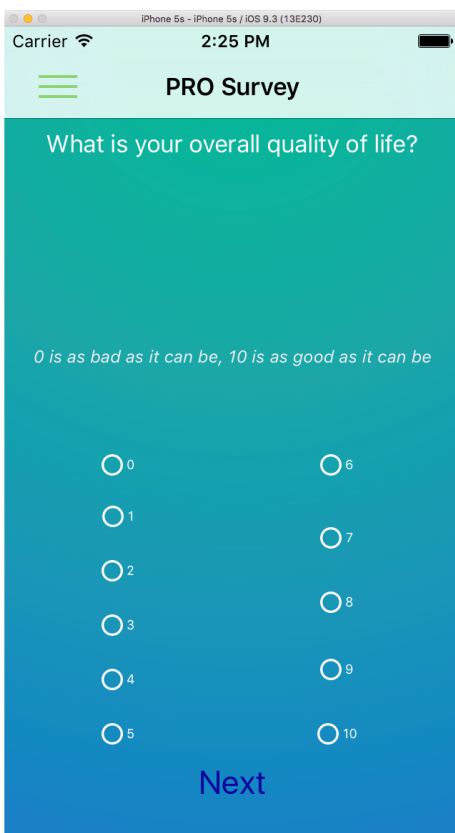 iPhone 5s - iPhone 5s / iOS 9.3 (13E230)
Carrier 2:25 PM
PRO Survey
What is your overall quality of life?
0 is as bad as it can be, 10 is as good as it can be
0
1
2
3
4
5
6
7
8
9
10
Next